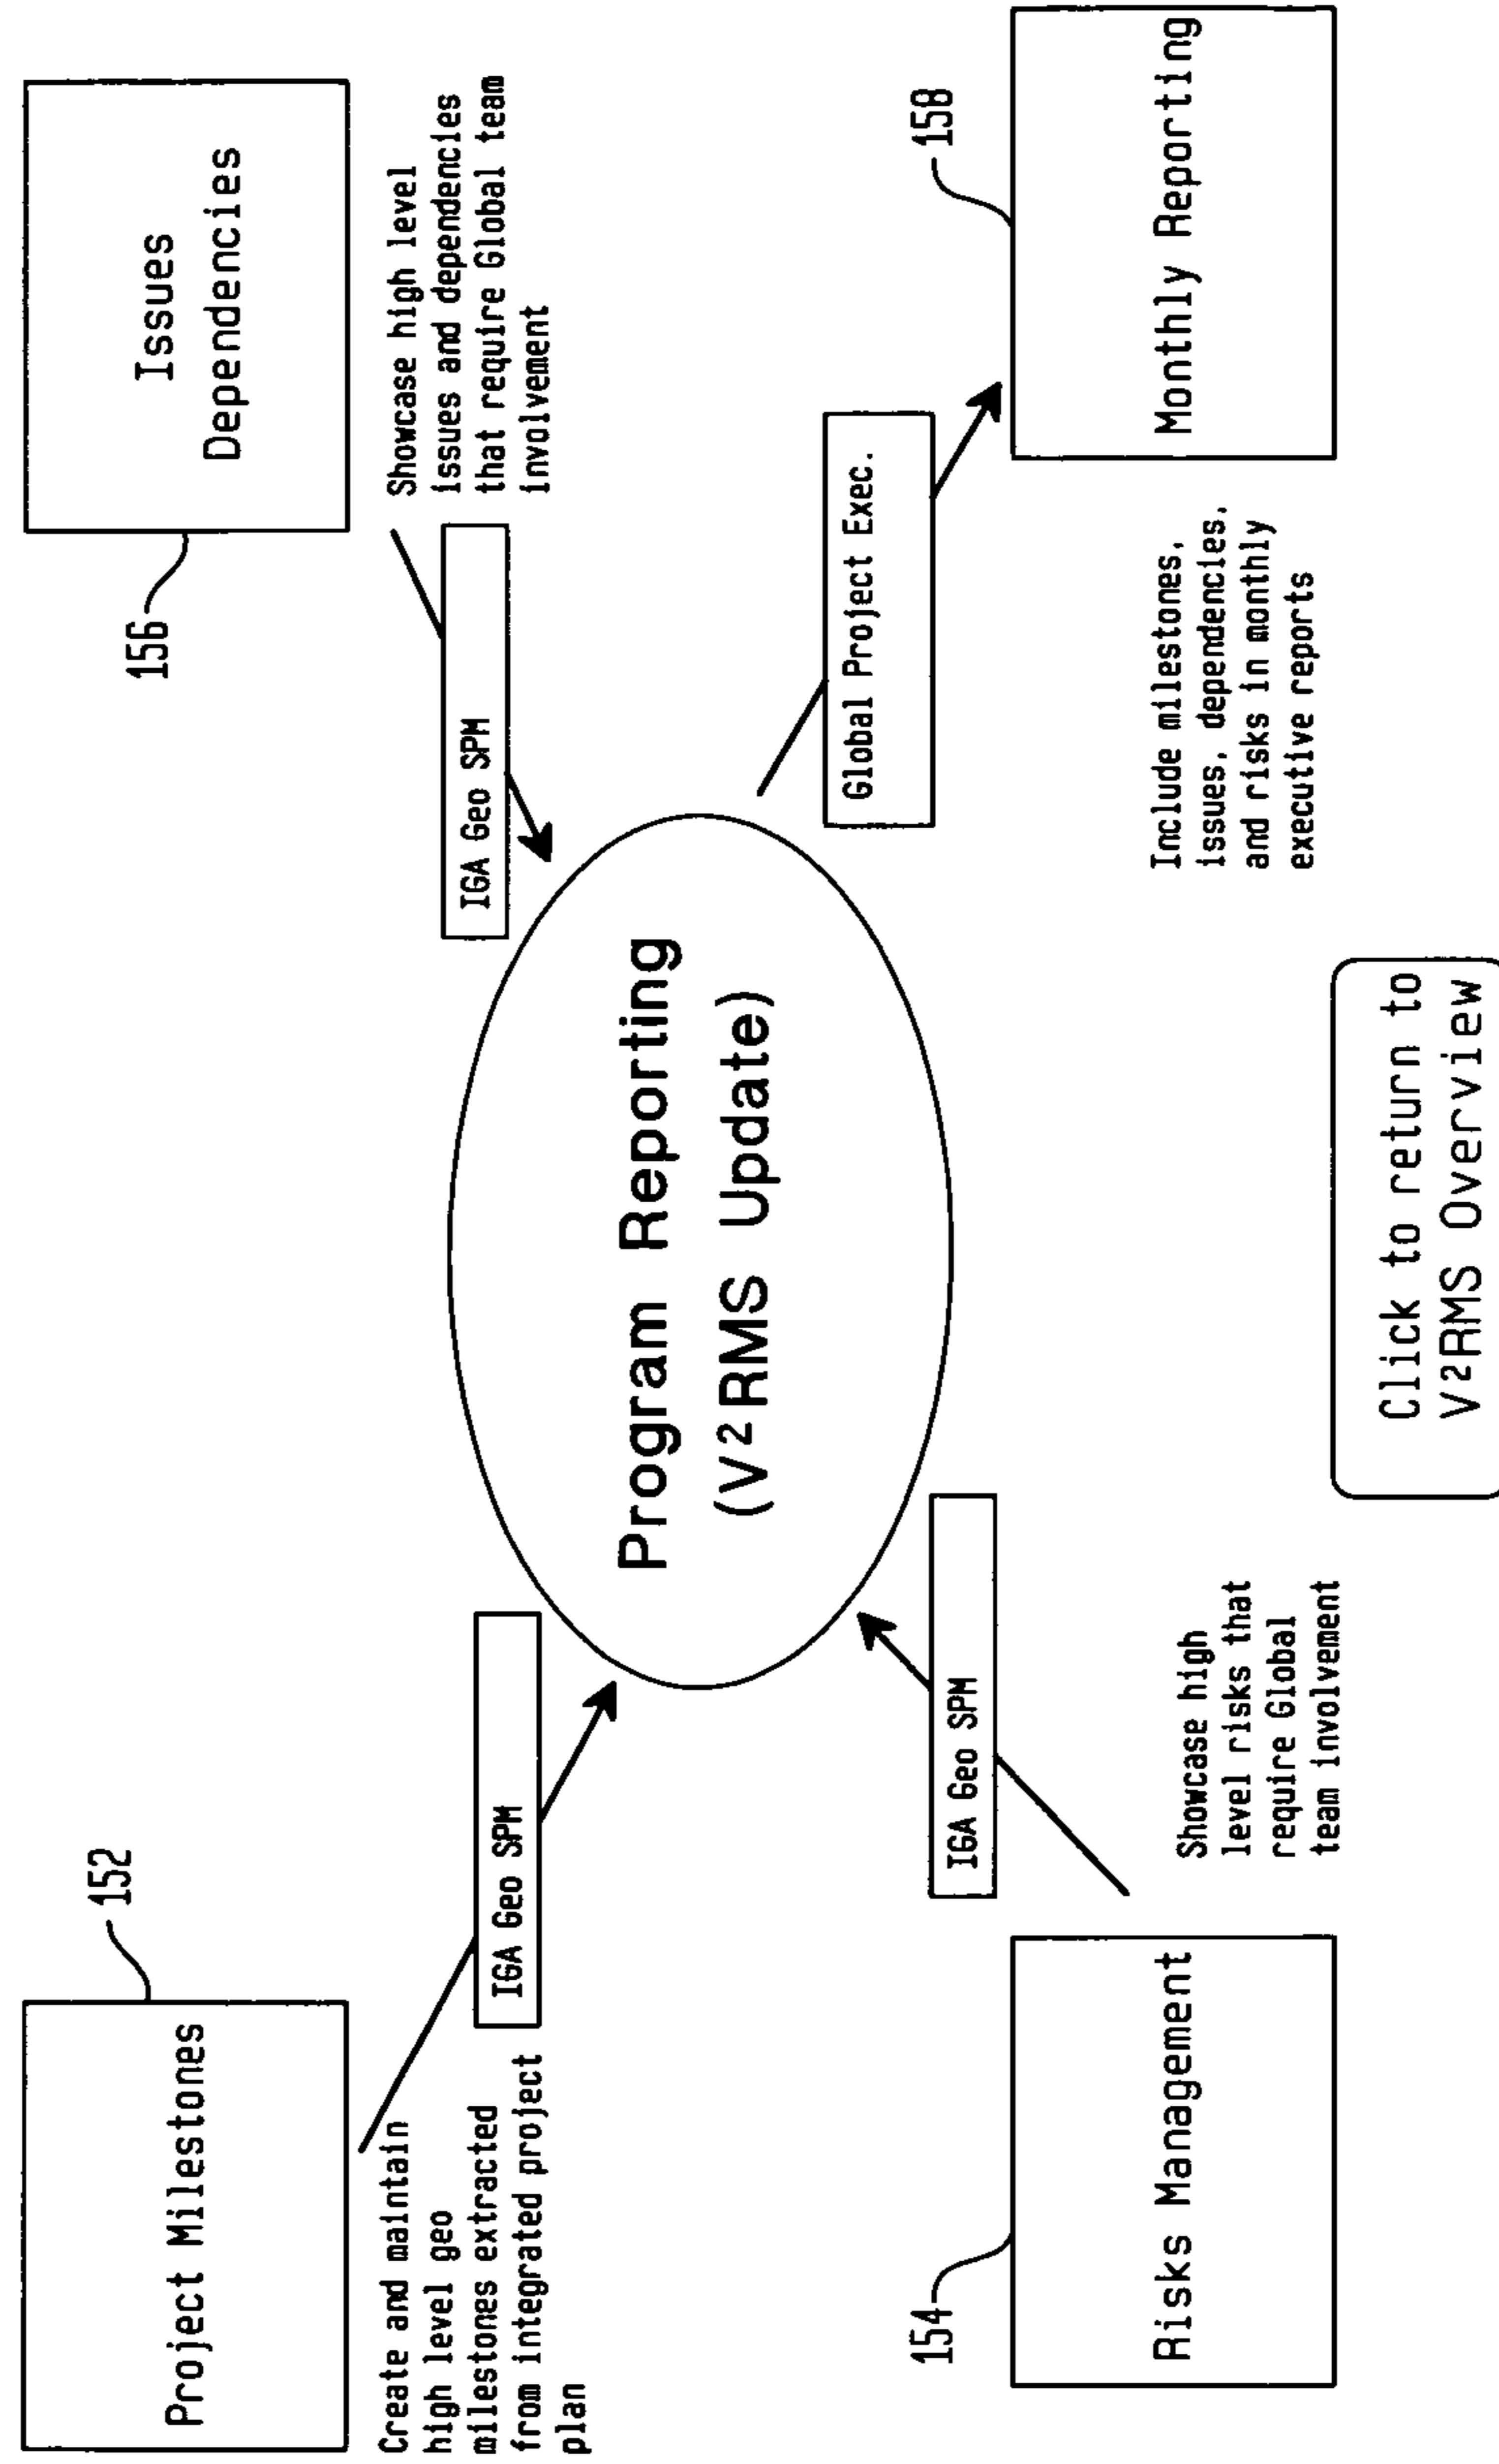 152
Project Milestones
Create and maintain
high level geo
milestones extracted
from integrated project
plan
IGA Geo SPM
156
Issues
Dependencies
Showcase high level
issues and dependencies
that require Global team
involvement
IGA Geo SPM
Program Reporting
(V²RMS Update)
154
Risks Management
IGA Geo SPM
Showcase high
level risks that
require Global
team involvement
Global Project Exec.
158
Monthly Reporting
Include milestones,
issues, dependencies,
and risks in monthly
executive reports
Click to return to
V²RMS Overview